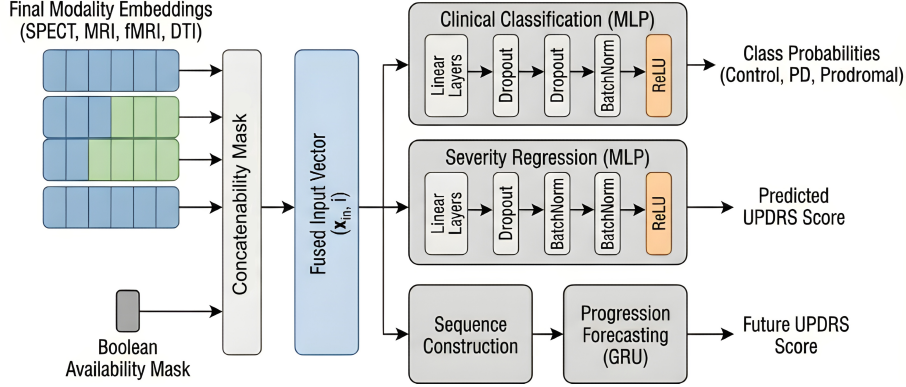 Final Modality Embeddings
(SPECT, MRI, fMRI, DTI)
Boolean
Availability Mask
Concatenability Mask
Fused Input Vector
(x_in, i)
Clinical Classification (MLP)
Linear
Layers
Dropout
Dropout
BatchNorm
ReLU
Class Probabilities
(Control, PD, Prodromal)
Severity Regression (MLP)
Linear
Layers
Dropout
BatchNorm
BatchNorm
ReLU
Predicted
UPDRS Score
Sequence
Construction
Progression
Forecasting
(GRU)
Future UPDRS
Score